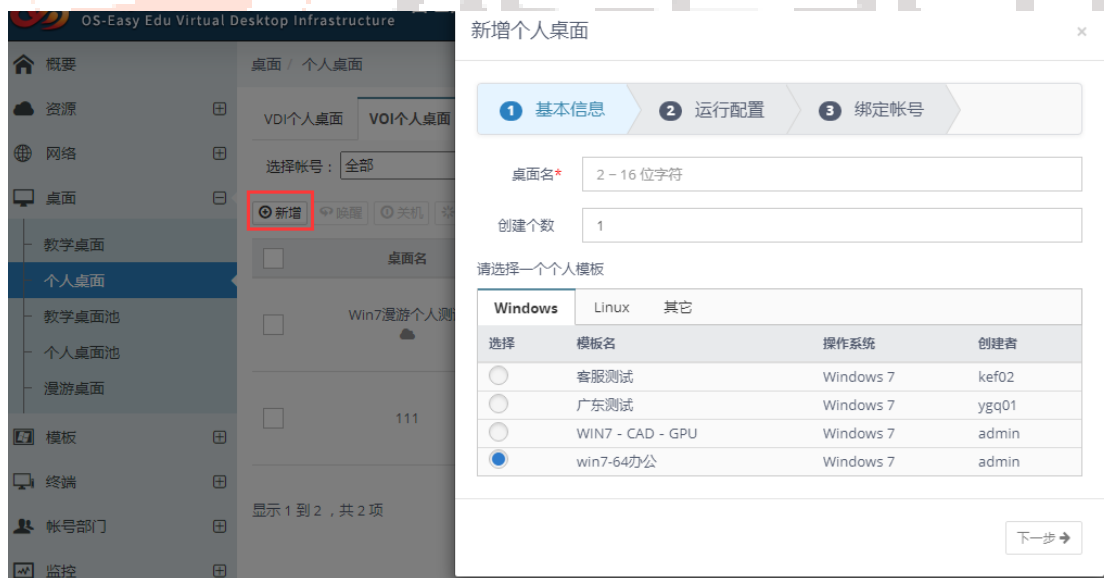 OS-Easy Edu Virtual Desktop Infrastructure
概要
资源
网络
桌面
教学桌面
个人桌面
教学桌面池
个人桌面池
漫游桌面
模板
终端
帐号部门
监控
桌面 / 个人桌面
VDI个人桌面
VOI个人桌面
选择帐号： 全部
新增
唤醒
关机
桌面名
Win7漫游个人测
111
显示 1 到 2 ，共 2 项
新增个人桌面
×
1 基本信息
2 运行配置
3 绑定帐号
桌面名* 2 – 16 位字符
创建个数 1
请选择一个个人模板
Windows Linux 其它
选择 模板名 操作系统 创建者
客服测试 Windows 7 kef02
广东测试 Windows 7 ygq01
WIN7 - CAD - GPU Windows 7 admin
win7-64办公 Windows 7 admin
下一步